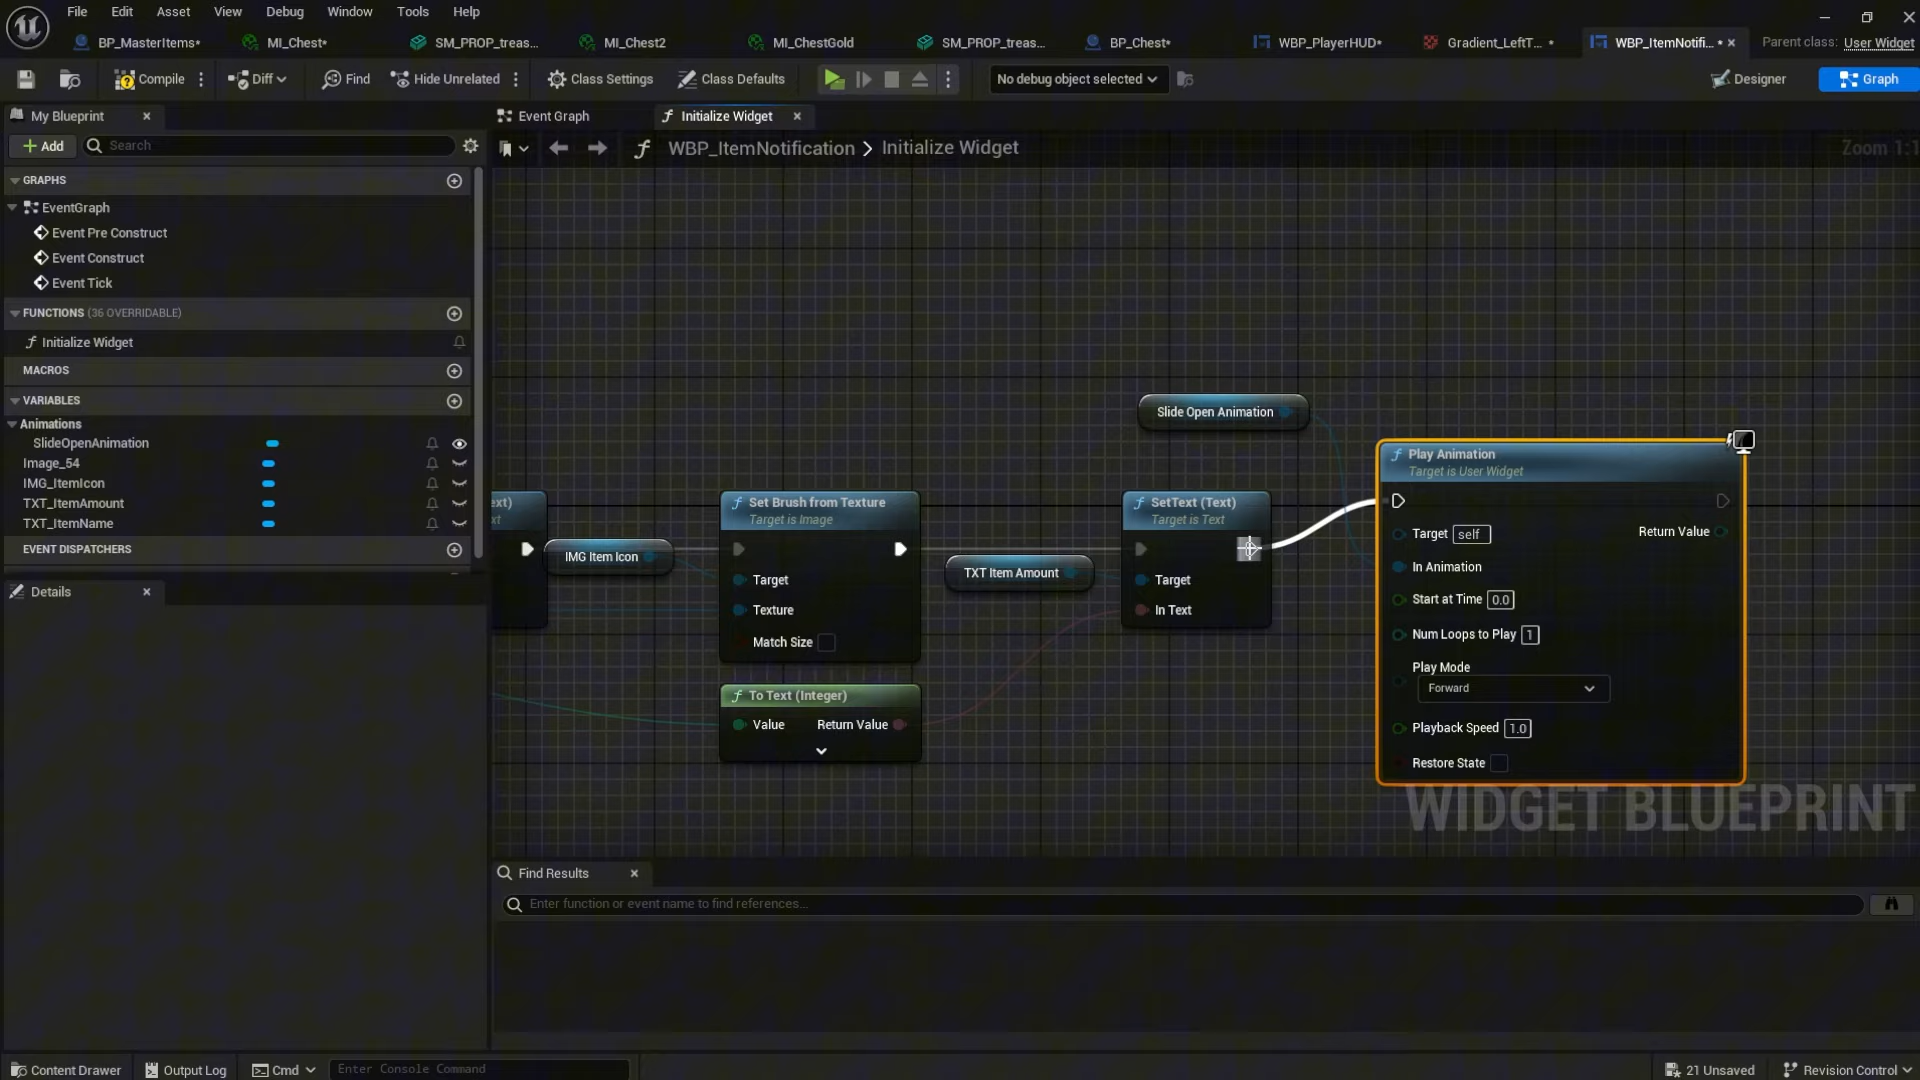 File Edit Asset View Debug Window Tools Help
BP_MasterItems* MI_Chest* SM_PROP_treas... MI_Chest2 MI_ChestGold SM_PROP_treas... BP_Chest* WBP_PlayerHUD* Gradient_LeftT... * WBP_ItemNotifi... * Parent class: User Widget
Compile Diff Find Hide Unrelated Class Settings Class Defaults No debug object selected Designer Graph
My Blueprint Event Graph Initialize Widget
Add Search WBP_ItemNotification > Initialize Widget Zoom 1:1
GRAPHS
EventGraph
Event Pre Construct
Event Construct
Event Tick
FUNCTIONS (36 OVERRIDABLE)
Initialize Widget
MACROS
VARIABLES
Animations
SlideOpenAnimation
Image_54
IMG_ItemIcon
TXT_ItemAmount
TXT_ItemName
EVENT DISPATCHERS
Details
Slide Open Animation
ext)
xt
IMG Item Icon
Set Brush from Texture
Target is Image
Target
Texture
Match Size
To Text (Integer)
Value Return Value
TXT Item Amount
SetText (Text)
Target is Text
Target
In Text
Play Animation
Target is User Widget
Target self Return Value
In Animation
Start at Time 0.0
Num Loops to Play 1
Play Mode
Forward
Playback Speed 1.0
Restore State
WIDGET BLUEPRINT
Find Results
Enter function or event name to find references...
Content Drawer Output Log Cmd Enter Console Command 21 Unsaved Revision Control